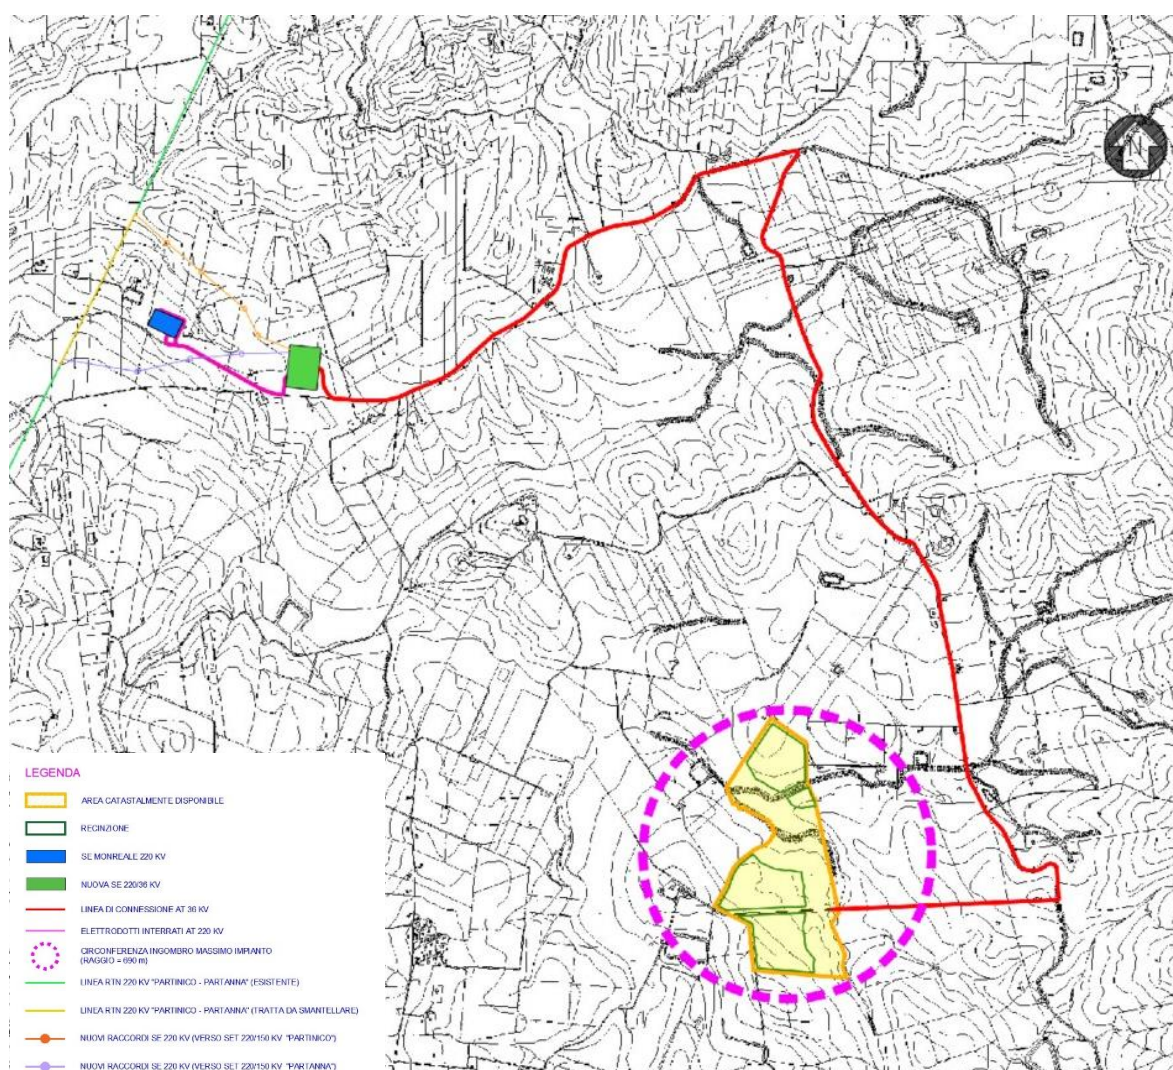 N
LEGENDA
AREA CATASTALMENTE DISPONIBILE
RECINZIONE
SE MONREALE 220 KV
NUOVA SE 220/36 KV
LINEA DI CONNESSIONE AT 36 KV
ELETTRODOTTI INTERRATI AT 220 KV
CIRCONFERENZA INGOMBRO MASSIMO IMPIANTO
(RAGGIO = 690 m)
LINEA RTN 220 KV "PARTINICO - PARTANNA" (ESISTENTE)
LINEA RTN 220 KV "PARTINICO - PARTANNA" (TRATTA DA SMANTELLARE)
NUOVI RACCORDI SE 220 KV (VERSO SET 220/150 KV "PARTINICO")
NUOVI RACCORDI SE 220 KV (VERSO SET 220/150 KV "PARTANNA")